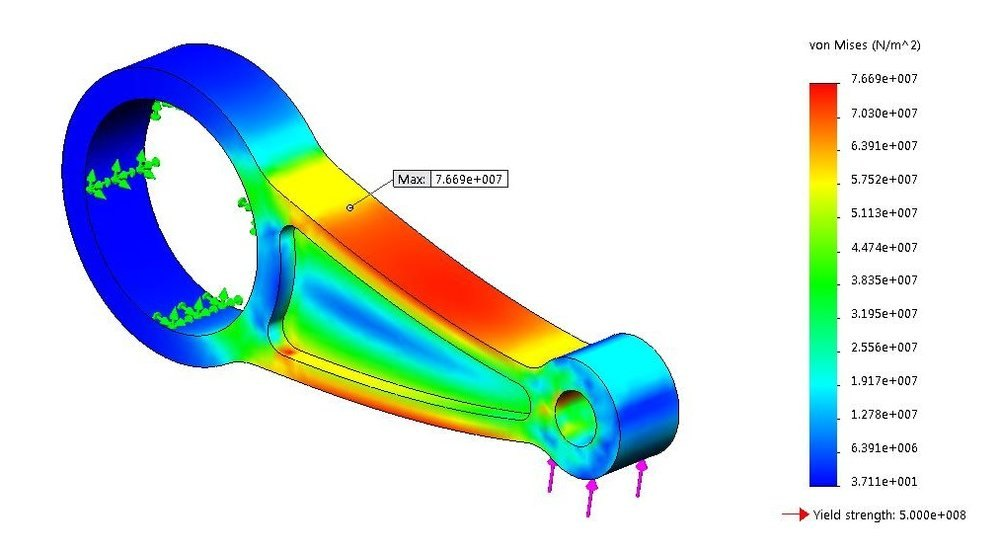 von Mises (N/m^2)
7.669e+007
7.030e+007
6.391e+007
5.752e+007
5.113e+007
4.474e+007
3.835e+007
3.195e+007
2.556e+007
1.917e+007
1.278e+007
6.391e+006
3.711e+001
Yield strength: 5.000e+008
Max: 7.669e+007